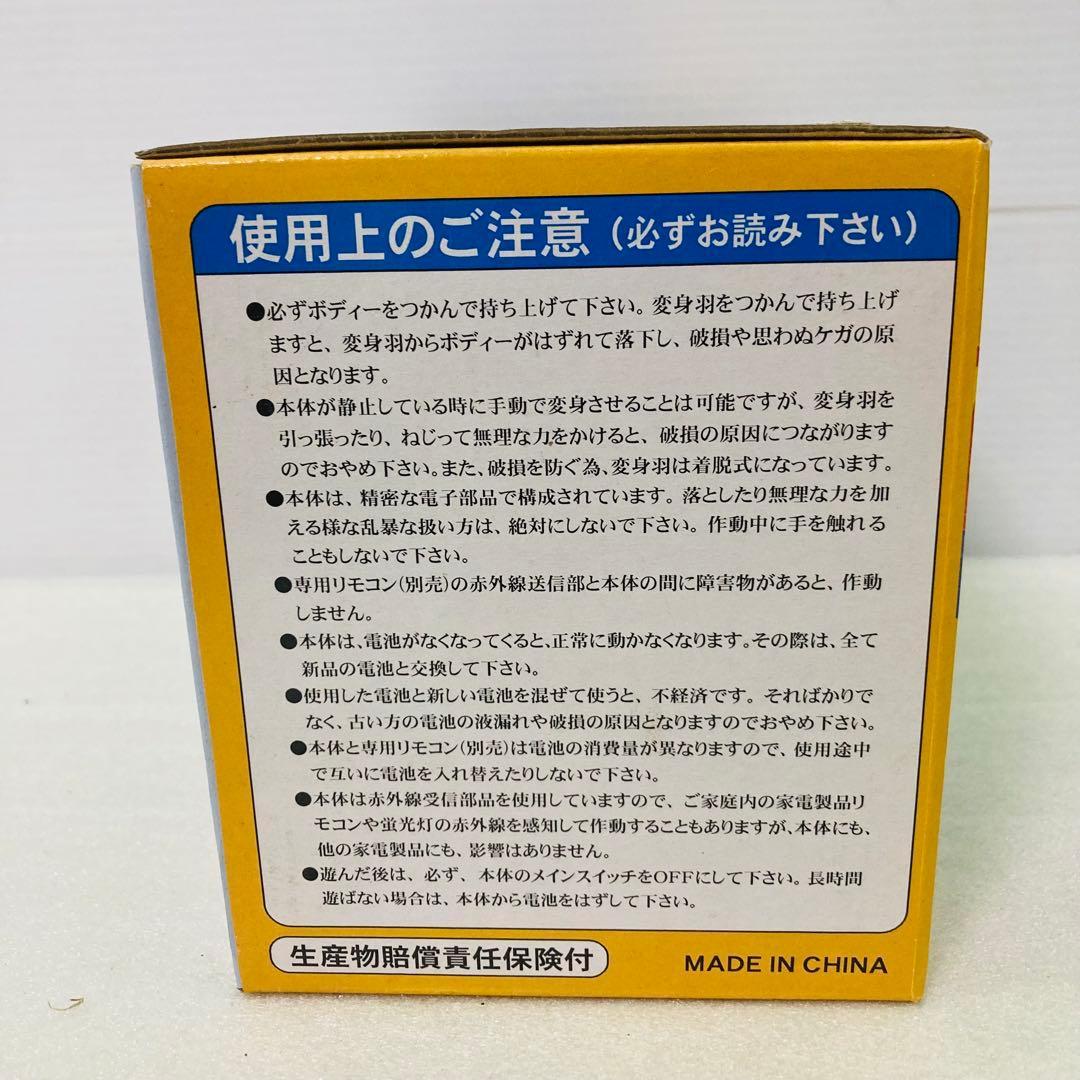 使用上のご注意（必ずお読み下さい）
●必ずボディーをつかんで持ち上げて下さい。変身羽をつかんで持ち上げ
ますと、変身羽からボディーがはずれて落下し、破損や思わぬケガの原
因となります。
●本体が静止している時に手動で変身させることは可能ですが、変身羽を
引っ張ったり、ねじって無理な力をかけると、破損の原因につながります
のでおやめ下さい。また、破損を防ぐ為、変身羽は着脱式になっています。
●本体は、精密な電子部品で構成されています。落としたり無理な力を加
える様な乱暴な扱い方は、絶対にしないで下さい。作動中に手を触れる
こともしないで下さい。
●専用リモコン(別売)の赤外線送信部と本体の間に障害物があると、作動
しません。
●本体は、電池がなくなってくると、正常に動かなくなります。その際は、全て
新品の電池と交換して下さい。
●使用した電池と新しい電池を混ぜて使うと、不経済です。そればかりで
なく、古い方の電池の液漏れや破損の原因となりますのでおやめ下さい。
●本体と専用リモコン(別売)は電池の消費量が異なりますので、使用途中
で互いに電池を入れ替えたりしないで下さい。
●本体は赤外線受信部品を使用していますので、ご家庭内の家電製品リ
モコンや蛍光灯の赤外線を感知して作動することもありますが、本体にも、
他の家電製品にも、影響はありません。
●遊んだ後は、必ず、本体のメインスイッチをOFFにして下さい。長時間
遊ばない場合は、本体から電池をはずして下さい。
生産物賠償責任保険付
MADE IN CHINA